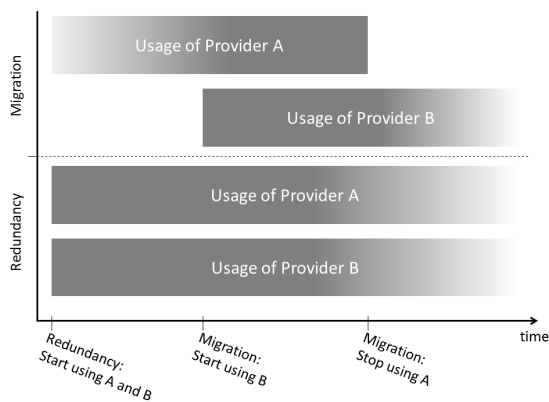 Migration
Usage of Provider A
Usage of Provider B
Redundancy
Usage of Provider A
Usage of Provider B
time
Redundancy:
Start using A and B
Migration:
Start using B
Migration:
Stop using A